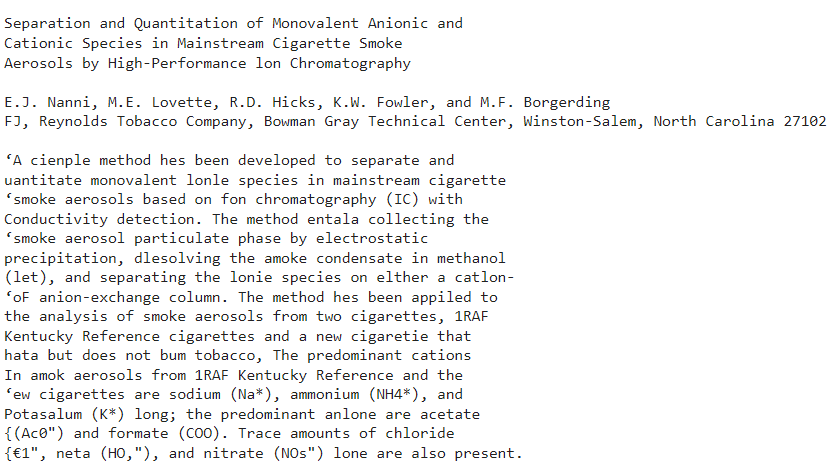 Separation and Quantitation of Monovalent Anionic and
Cationic Species in Mainstream Cigarette Smoke
Aerosols by High-Performance lon Chromatography
E.J. Nanni, M.E. Lovette, R.D. Hicks, K.W. Fowler, and M.F. Borgerding
FJ, Reynolds Tobacco Company, Bowman Gray Technical Center, Winston-Salem, North Carolina 27102
‘A cienple method hes been developed to separate and
uantitate monovalent lonle species in mainstream cigarette
‘smoke aerosols based on fon chromatography (IC) with
Conductivity detection. The method entala collecting the
‘smoke aerosol particulate phase by electrostatic
precipitation, dlesolving the amoke condensate in methanol
(let), and separating the lonie species on elther a catlon-
‘oF anion-exchange column. The method hes been appiled to
the analysis of smoke aerosols from two cigarettes, 1RAF
Kentucky Reference cigarettes and a new cigaretie that
hata but does not bum tobacco, The predominant cations
In amok aerosols from 1RAF Kentucky Reference and the
‘ew cigarettes are sodium (Na*), ammonium (NH4*), and
Potasalum (K*) long; the predominant anlone are acetate
{(Ac0") and formate (COO). Trace amounts of chloride
{€1", neta (HO,"), and nitrate (NOs") lone are also present.